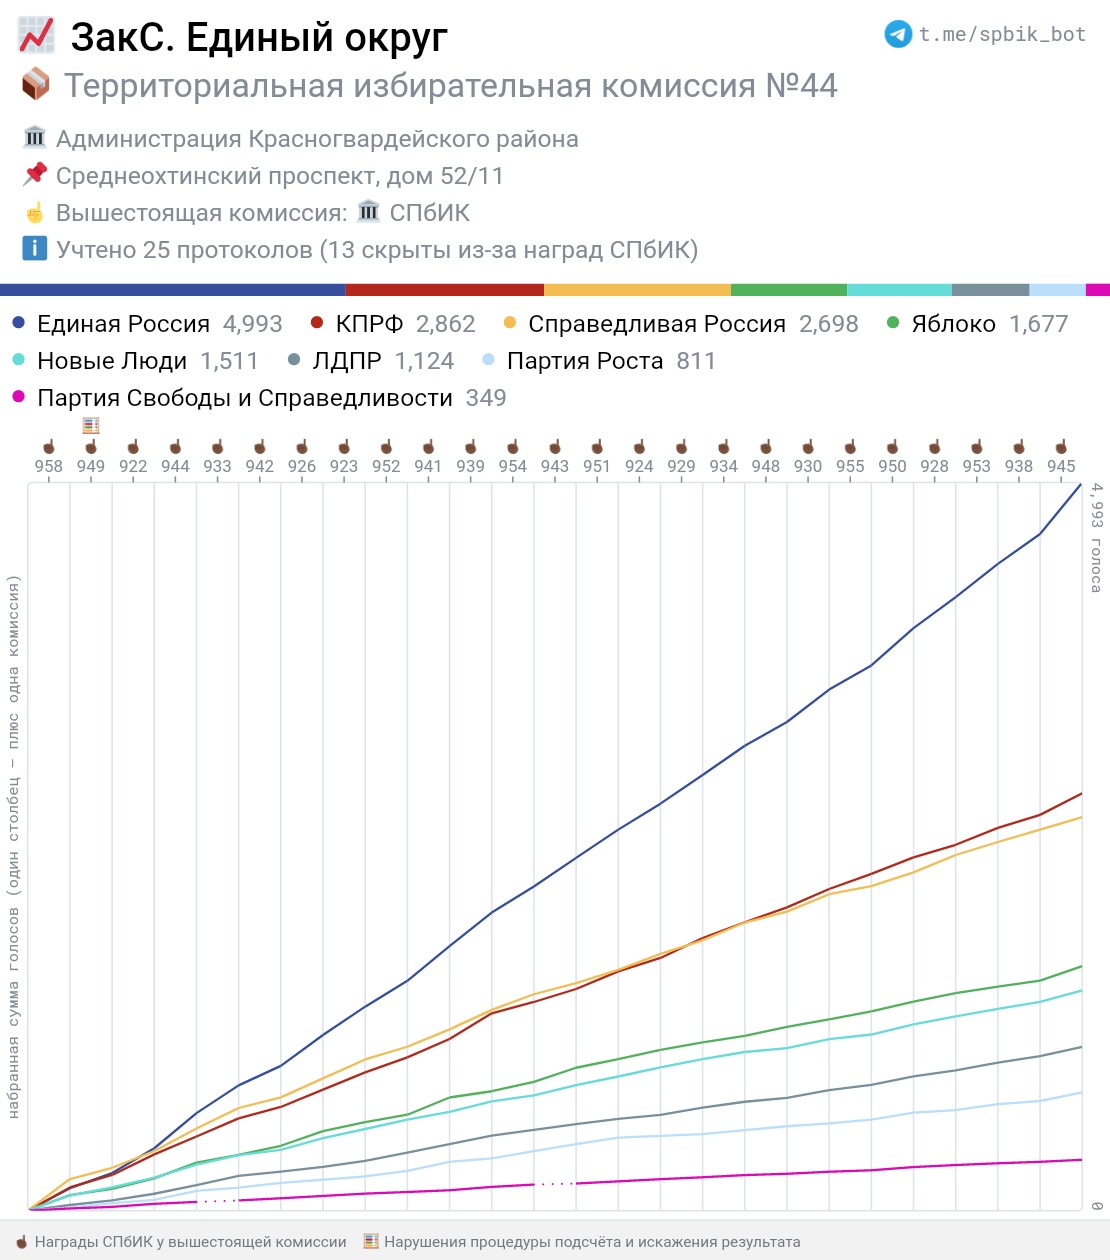 ЗакС. Единый округ
t.me/spbik_bot
Территориальная избирательная комиссия №44
Администрация Красногвардейского района
Среднеохтинский проспект, дом 52/11
Вышестоящая комиссия: СПбИК
Учтено 25 протоколов (13 скрыты из-за наград СПбИК)
Единая Россия 4,993 КПРФ 2,862 Справедливая Россия 2,698 Яблоко 1,677
Новые Люди 1,511 ЛДПР 1,124 Партия Роста 811
Партия Свободы и Справедливости 349
958 949 922 944 933 942 926 923 952 941 939 954 943 951 924 929 934 948 930 955 950 928 953 938 945
4,993 голоса
набранная сумма голосов (один столбец – плюс одна комиссия)
0
Награды СПбИК у вышестоящей комиссии Нарушения процедуры подсчёта и искажения результата